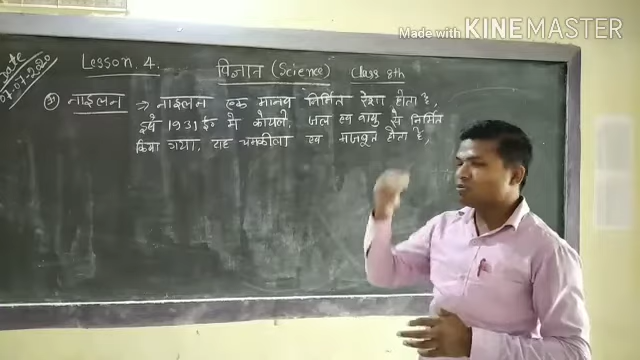 Made with KINEMASTER
Date
07.07.2020
Lesson 4. विज्ञान (Science) Class 8th
नाइलन ⇒ नाइलन एक मानव निर्मित रेशा होता है,
इसे 1931 ई० में कोयले, जल एवं वायु से निर्मित
किया गया, यह चमकीला एवं मजबूत होता है,